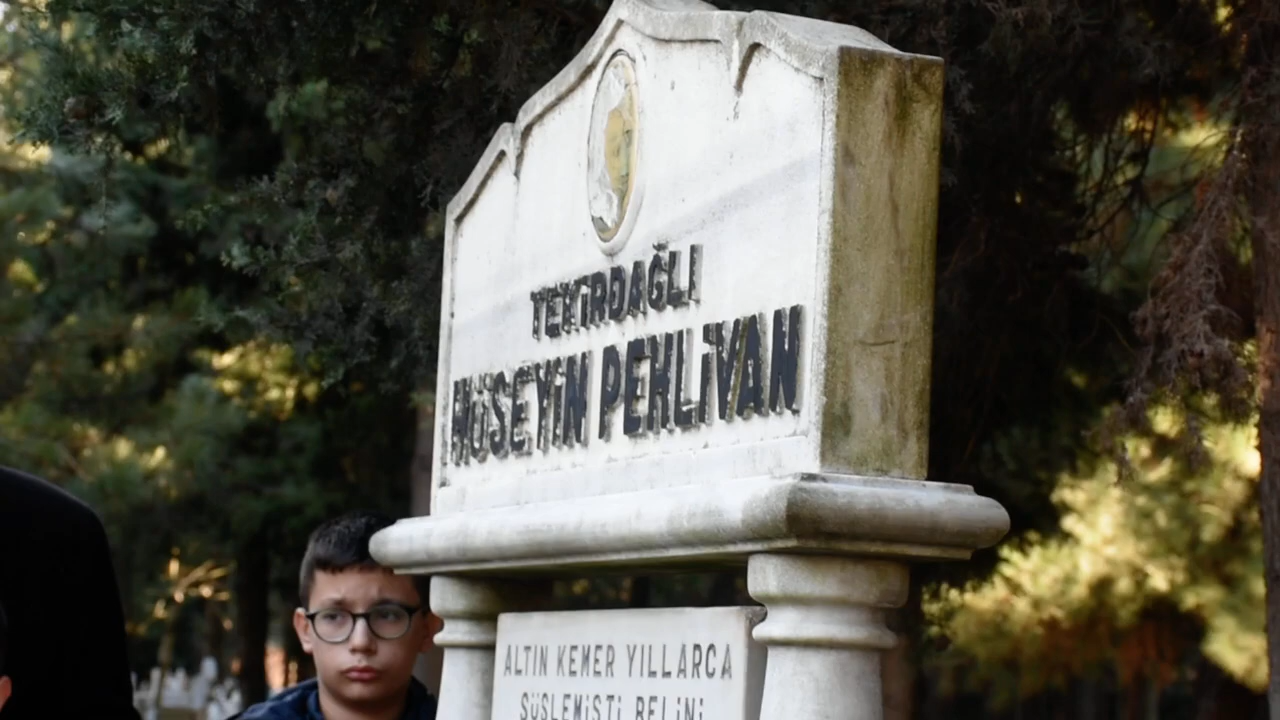 TEKİRDAĞLI
HÜSEYİN PEHLİVAN
ALTIN KEMER YILLARCA
SÜSLEMİŞTİ BELİNİ